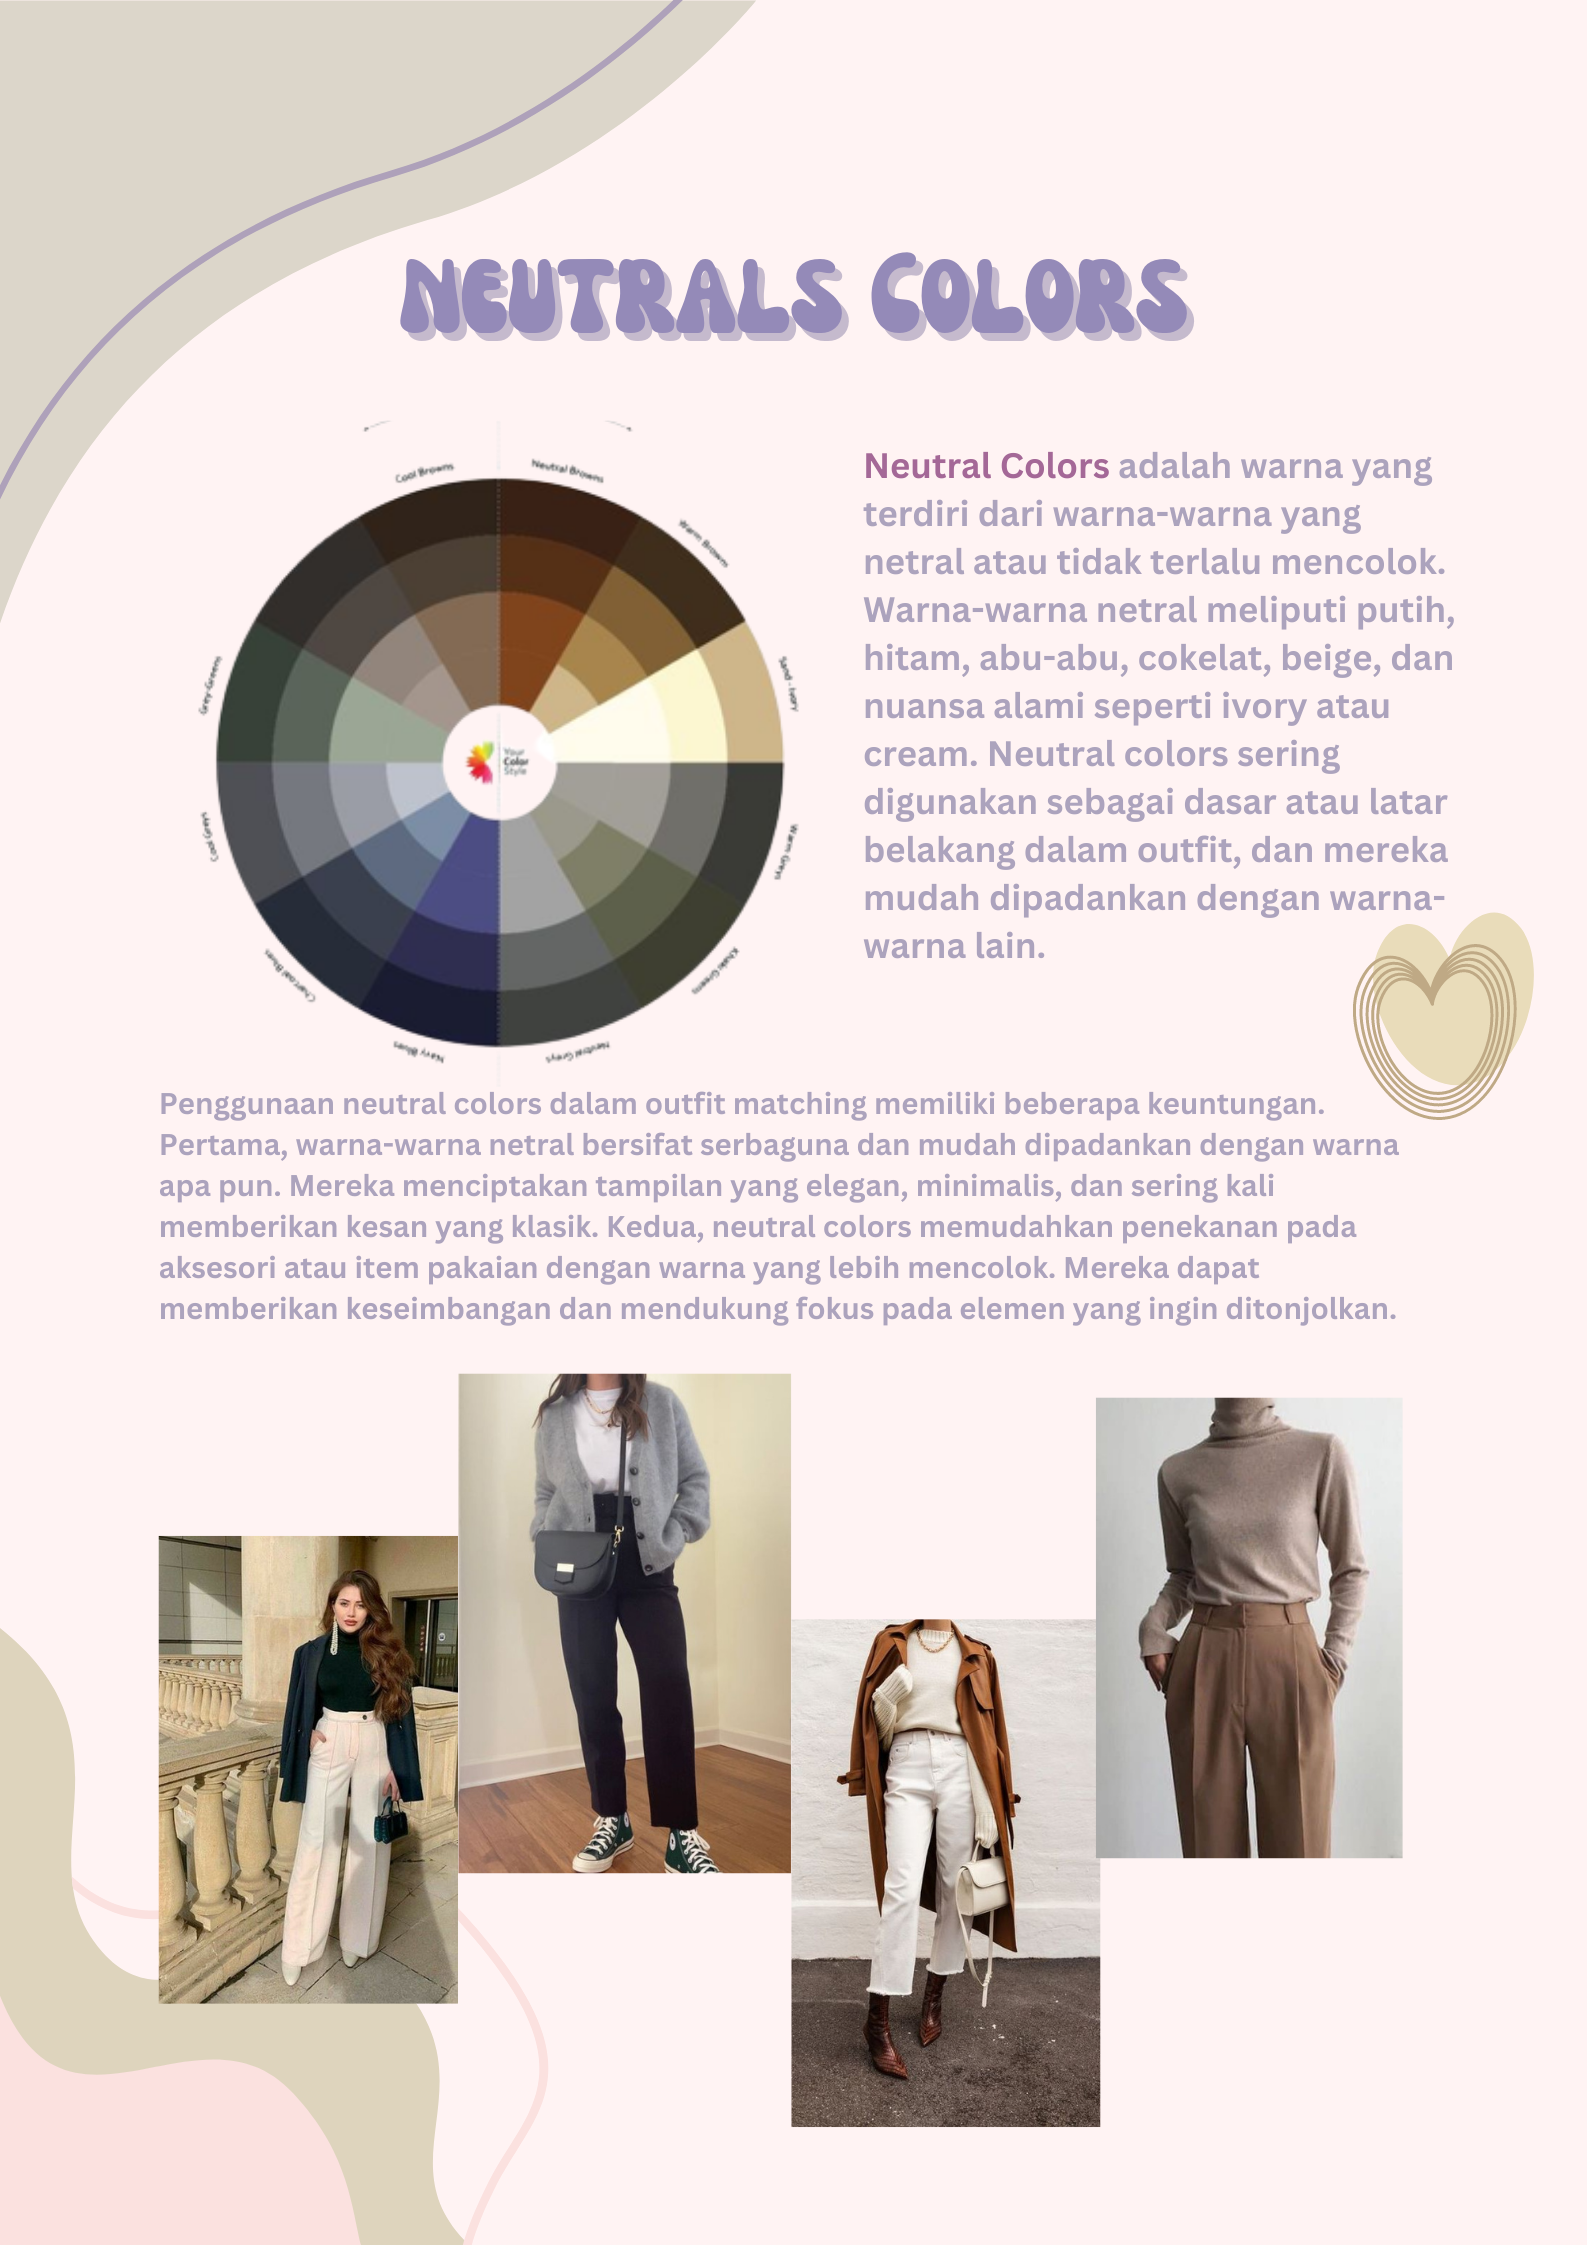 NEUTRALS COLORS
Cool Browns
Neutral Browns
Warm Browns
Sand - Ivory
Warm Greys
Khaki Greens
Neutral Greys
Navy Blues
Charcoal Blues
Cool Greys
Grey-Greens
Your
Color
Style
Neutral Colors adalah warna yang
terdiri dari warna-warna yang
netral atau tidak terlalu mencolok.
Warna-warna netral meliputi putih,
hitam, abu-abu, cokelat, beige, dan
nuansa alami seperti ivory atau
cream. Neutral colors sering
digunakan sebagai dasar atau latar
belakang dalam outfit, dan mereka
mudah dipadankan dengan warna-
warna lain.
Penggunaan neutral colors dalam outfit matching memiliki beberapa keuntungan.
Pertama, warna-warna netral bersifat serbaguna dan mudah dipadankan dengan warna
apa pun. Mereka menciptakan tampilan yang elegan, minimalis, dan sering kali
memberikan kesan yang klasik. Kedua, neutral colors memudahkan penekanan pada
aksesori atau item pakaian dengan warna yang lebih mencolok. Mereka dapat
memberikan keseimbangan dan mendukung fokus pada elemen yang ingin ditonjolkan.